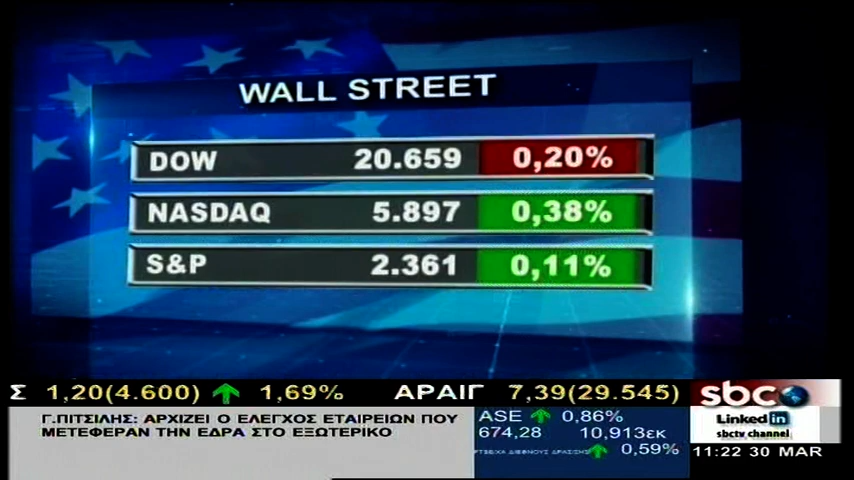 WALL STREET
DOW 20.659 0,20%
NASDAQ 5.897 0,38%
S&P 2.361 0,11%
Σ 1,20(4.600) 1,69% ΑΡΑΙΓ 7,39(29.545)
sbc
Linked in
sbctv channel
Γ.ΠΙΤΣΙΛΗΣ: ΑΡΧΙΖΕΙ Ο ΕΛΕΓΧΟΣ ΕΤΑΙΡΕΙΩΝ ΠΟΥ
ΜΕΤΕΦΕΡΑΝ ΤΗΝ ΕΔΡΑ ΣΤΟ ΕΞΩΤΕΡΙΚΟ
ASE 0,86%
674,28 10,913εκ
0,59%
11:22 30 MAR